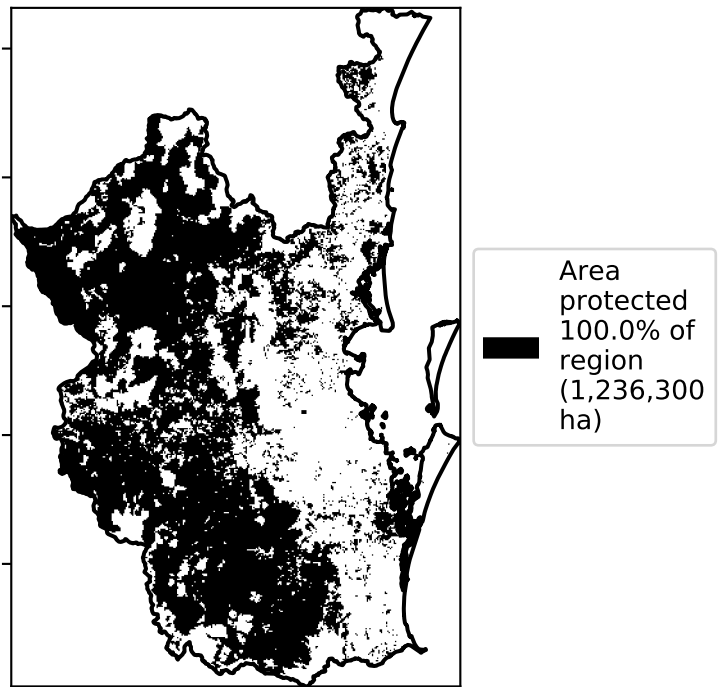 Area
protected
100.0% of
region
(1,236,300
ha)